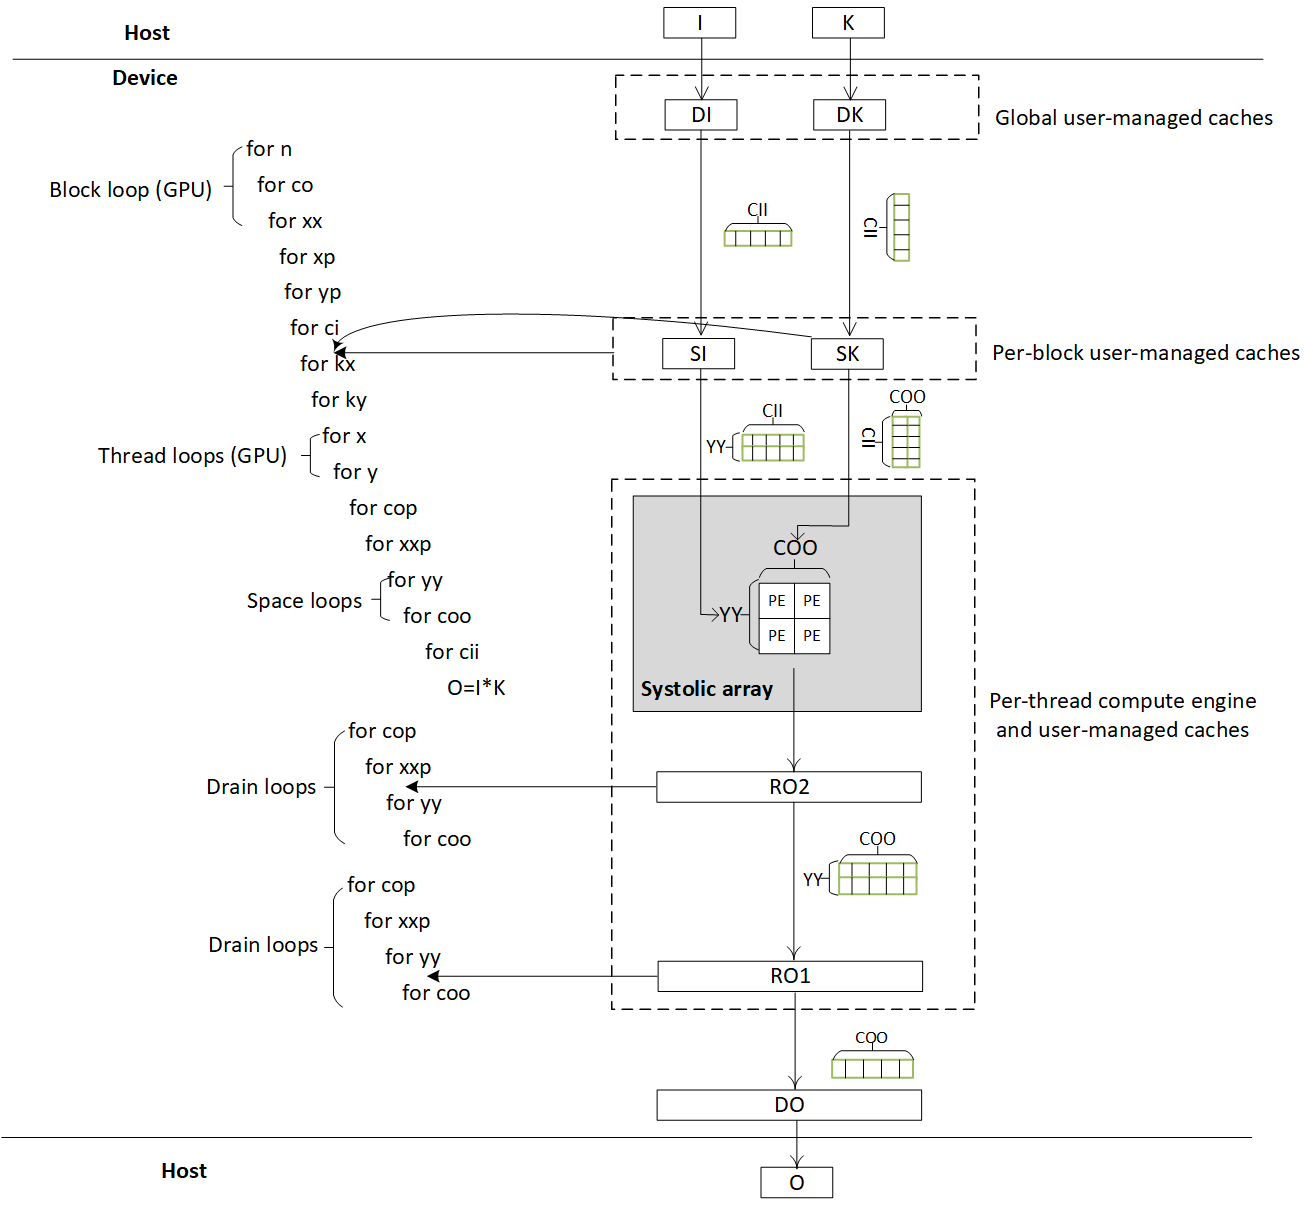 I
K
Host
Device
DI
DK
Global user-managed caches
for n
Block loop (GPU)
for co
for xx
CII
CII
for xp
for yp
for ci
SI
SK
Per-block user-managed caches
for kx
for ky
CII
COO
YY
CII
for x
Thread loops (GPU)
for y
for cop
for xxp
COO
for yy
Space loops
for coo
YY
PE
PE
PE
PE
for cii
O=I*K
Systolic array
Per-thread compute engine
and user-managed caches
for cop
for xxp
Drain loops
for yy
for coo
RO2
COO
YY
for cop
for xxp
Drain loops
for yy
for coo
RO1
COO
DO
Host
O